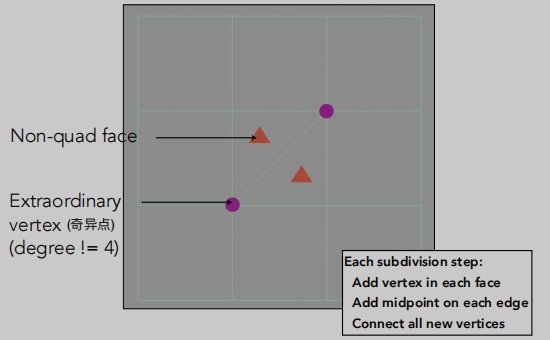 Non-quad face
Extraordinary
vertex (奇异点)
(degree != 4)
Each subdivision step:
Add vertex in each face
Add midpoint on each edge
Connect all new vertices